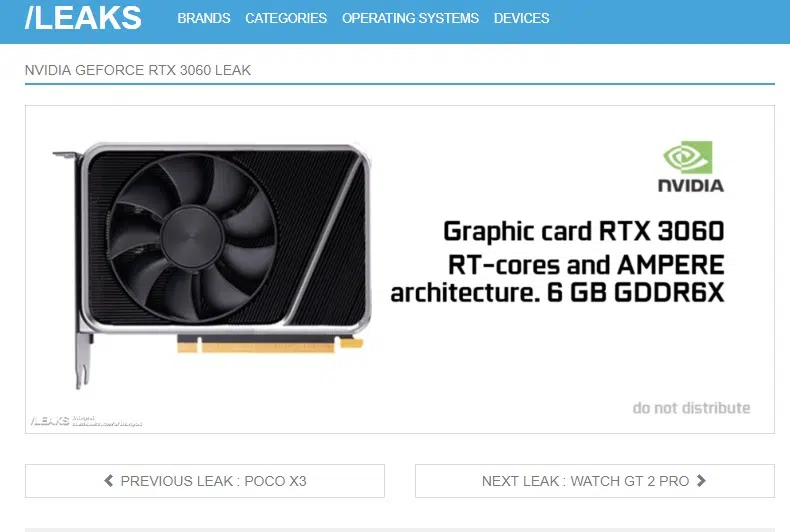 /LEAKS
BRANDS CATEGORIES OPERATING SYSTEMS DEVICES
NVIDIA GEFORCE RTX 3060 LEAK
NVIDIA
Graphic card RTX 3060
RT-cores and AMPERE
architecture. 6 GB GDDR6X
do not distribute
/LEAKS
PREVIOUS LEAK : POCO X3
NEXT LEAK : WATCH GT 2 PRO